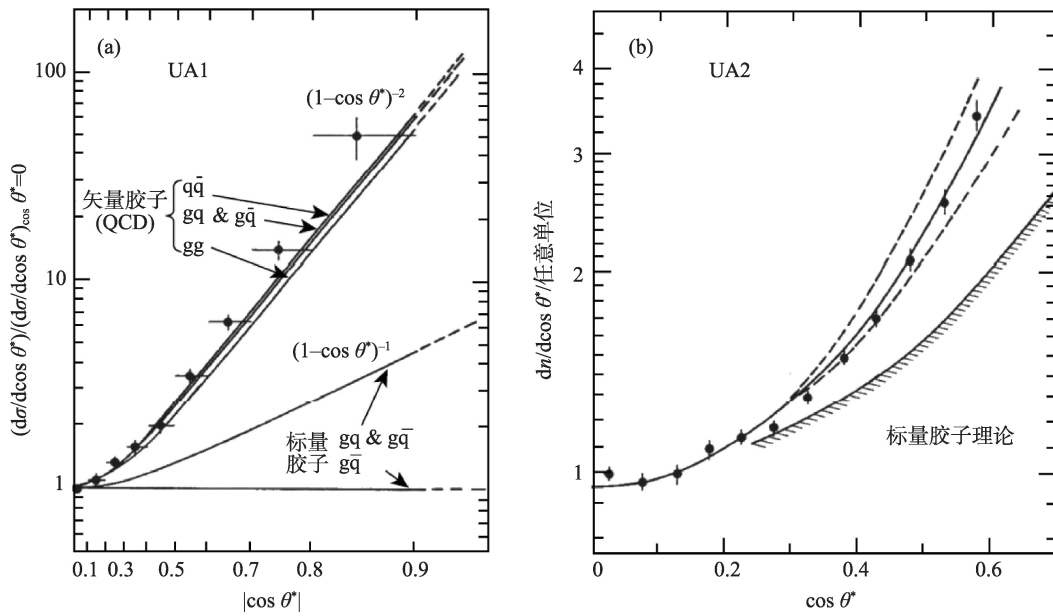 (a)
UA1
100
10
1
(dσ/dcos θ*)/(dσ/dcos θ*)cos θ*=0
(1–cos θ*)⁻²
矢量胶子
(QCD)
qq̄
gq & gq̄
gg
(1–cos θ*)⁻¹
标量 gq & gq̄
胶子 gq̄
0.1 0.3 0.5 0.7 0.8 0.9
|cos θ*|
(b)
UA2
4
3
2
1
dn/dcos θ*/任意单位
标量胶子理论
0 0.2 0.4 0.6
cos θ*